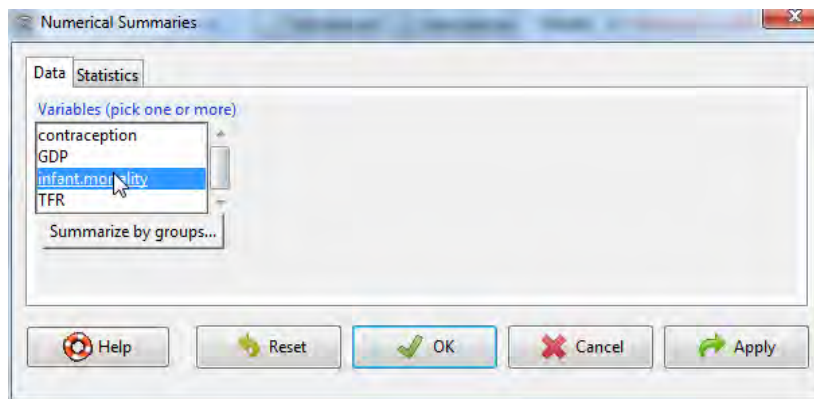 Numerical Summaries
Data Statistics
Variables (pick one or more)
contraception
GDP
infant.mortality
TFR
Summarize by groups...
Help Reset OK Cancel Apply